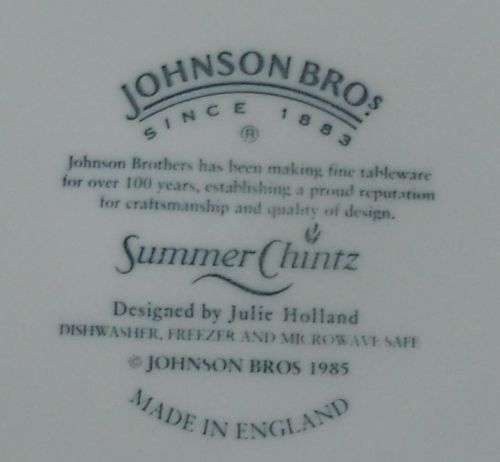 JOHNSON BROS
SINCE 1883
®
Johnson Brothers has been making fine tableware
for over 100 years, establishing a proud reputation
for craftsmanship and quality of design.
Summer Chintz
Designed by Julie Holland
DISHWASHER, FREEZER AND MICROWAVE SAFE
© JOHNSON BROS 1985
MADE IN ENGLAND